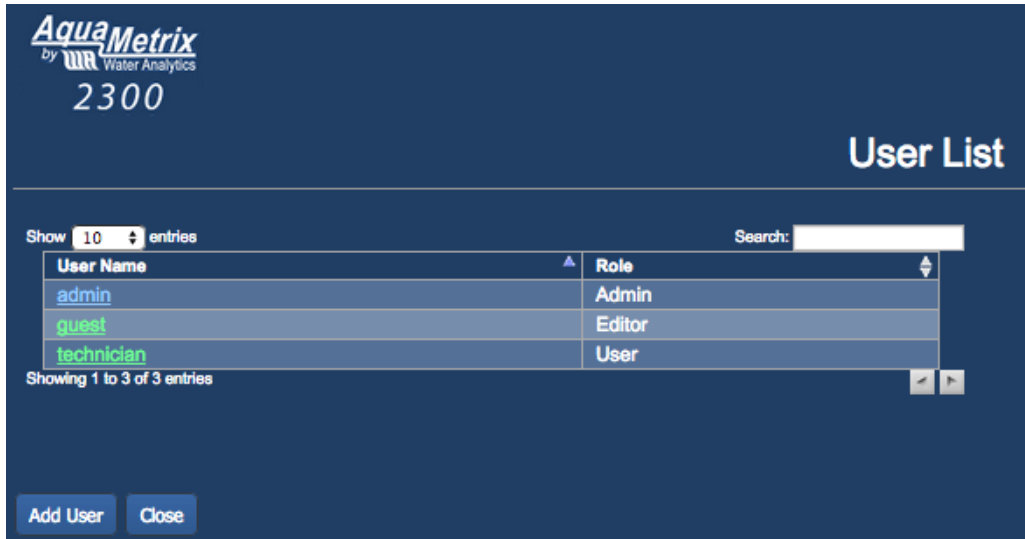 AquaMetrix
by WA Water Analytics
2300
User List
Show 10 entries
Search:
User Name Role
admin Admin
guest Editor
technician User
Showing 1 to 3 of 3 entries
Add User Close